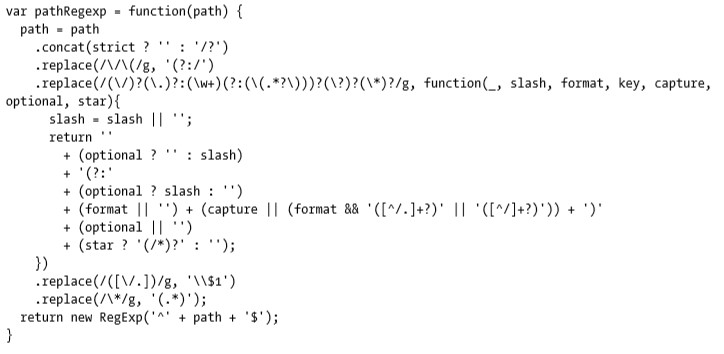 var pathRegexp = function(path) {
  path = path
    .concat(strict ? '' : '/?')
    .replace(/\/\(/g, '(?:/')
    .replace(/(\/)?(\.)?:(\w+)(?:(\(.*?\)))?(\?)?(\*)?/g, function(_, slash, format, key, capture,
optional, star){
      slash = slash || '';
      return ''
        + (optional ? '' : slash)
        + '(?:'
        + (optional ? slash : '')
        + (format || '') + (capture || (format && '([^/.]+?)' || '([^/]+?)')) + ')'
        + (optional || '')
        + (star ? '(/*)?' : '');
    })
    .replace(/([\/.])/g, '\\$1')
    .replace(/\*/g, '(.*)');
  return new RegExp('^' + path + '$');
}